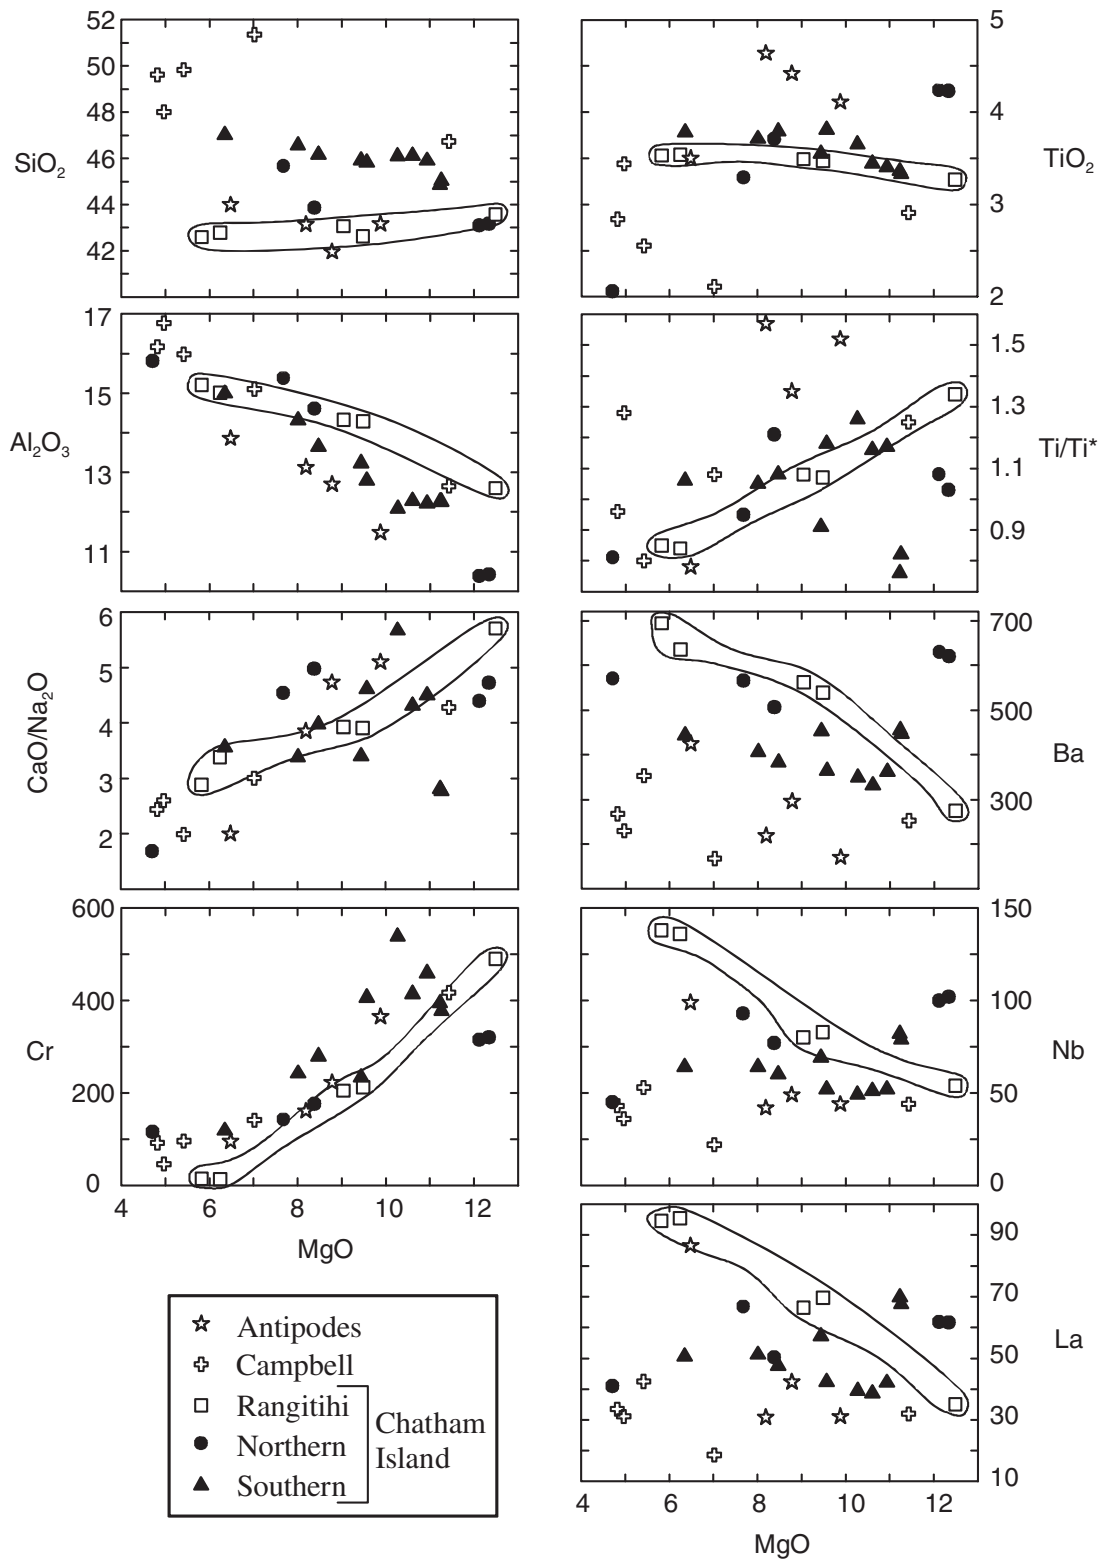 52
50
48
46
44
42
SiO₂
5
4
3
2
TiO₂
17
15
13
11
Al₂O₃
1.5
1.3
1.1
0.9
Ti/Ti*
6
5
4
3
2
CaO/Na₂O
700
500
300
Ba
600
400
200
0
Cr
4 6 8 10 12
MgO
150
100
50
0
Nb
90
70
50
30
10
La
4 6 8 10 12
MgO
Antipodes
Campbell
Rangitihi
Northern
Southern
Chatham
Island